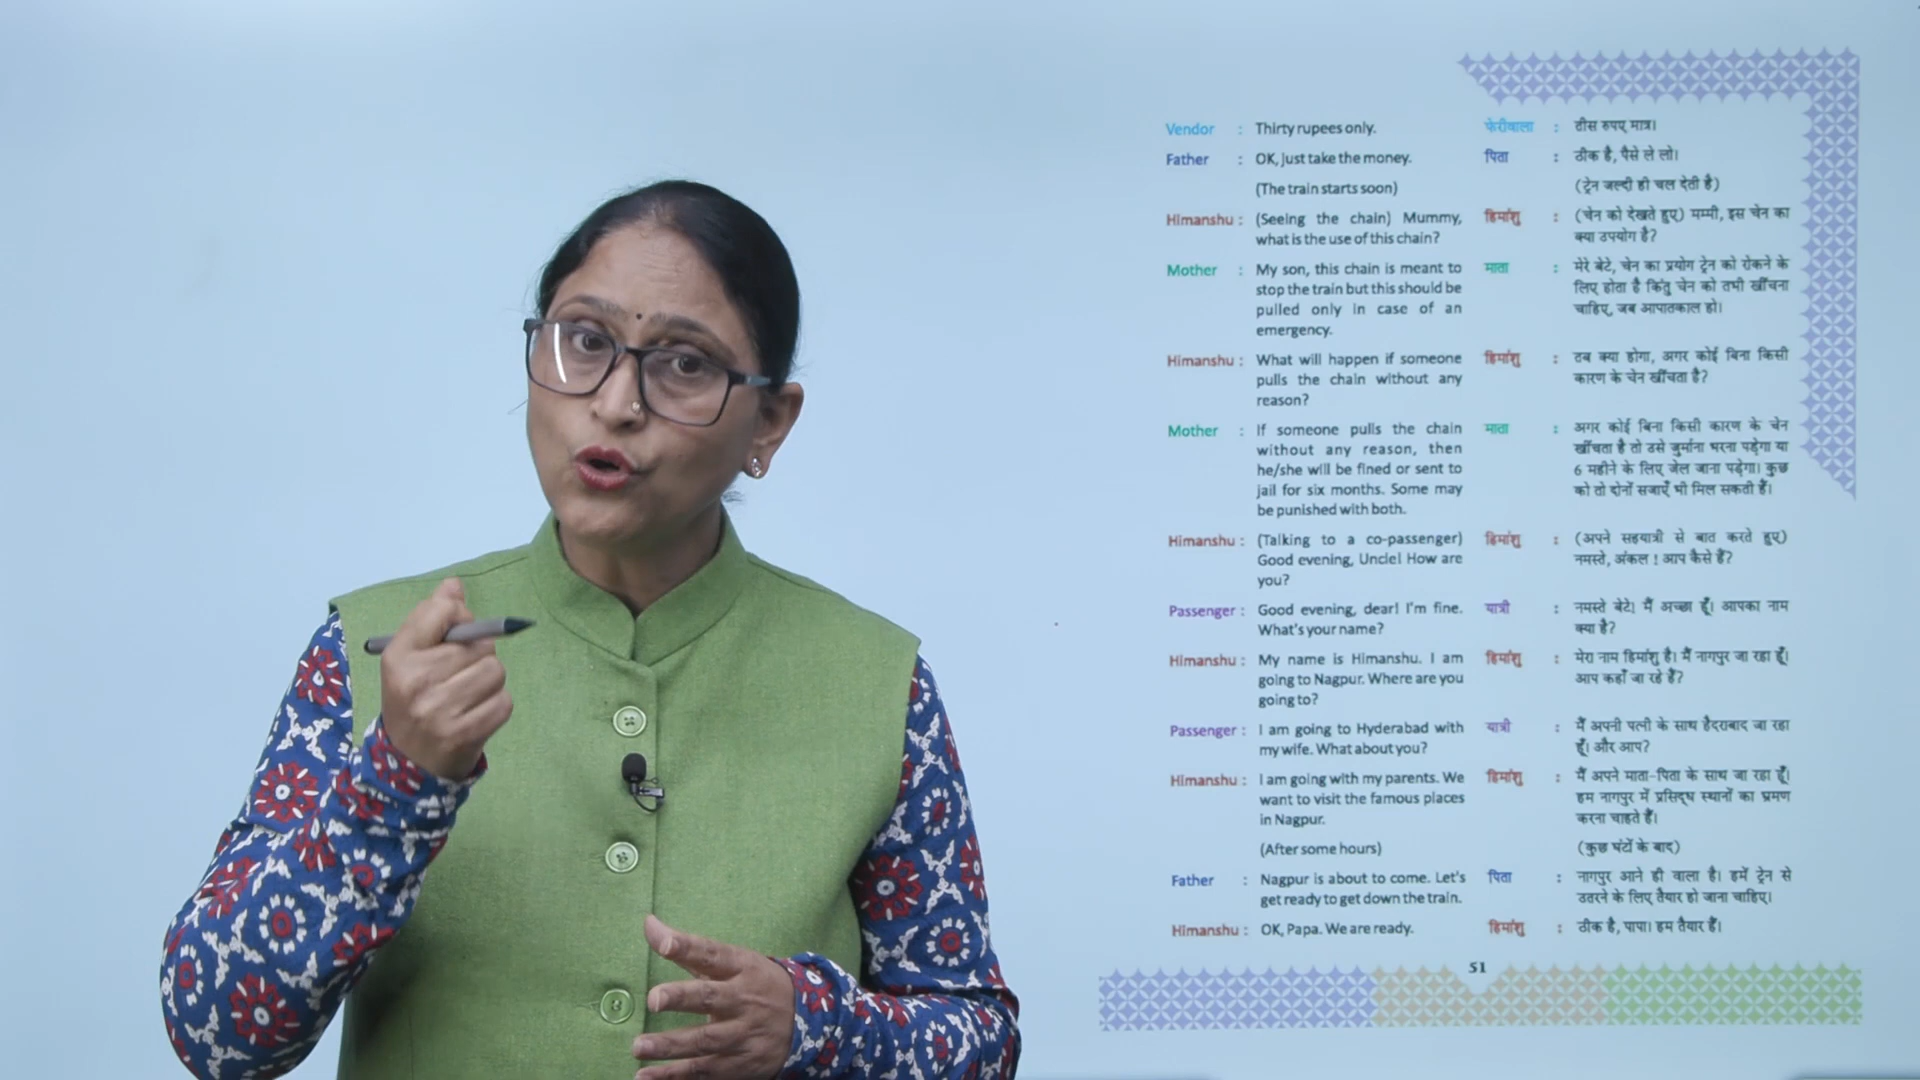 Vendor : Thirty rupees only.
Father : OK, just take the money.
(The train starts soon)
Himanshu : (Seeing the chain) Mummy,
what is the use of this chain?
Mother : My son, this chain is meant to
stop the train but this should be
pulled only in case of an
emergency.
Himanshu : What will happen if someone
pulls the chain without any
reason?
Mother : If someone pulls the chain
without any reason, then
he/she will be fined or sent to
jail for six months. Some may
be punished with both.
Himanshu : (Talking to a co-passenger)
Good evening, Uncle! How are
you?
Passenger : Good evening, dear! I'm fine.
What's your name?
Himanshu : My name is Himanshu. I am
going to Nagpur. Where are you
going to?
Passenger : I am going to Hyderabad with
my wife. What about you?
Himanshu : I am going with my parents. We
want to visit the famous places
in Nagpur.
(After some hours)
Father : Nagpur is about to come. Let's
get ready to get down the train.
Himanshu : OK, Papa. We are ready.
फेरीवाला : तीस रुपए मात्र।
पिता : ठीक है, पैसे ले लो।
(ट्रेन जल्दी ही चल देती है)
हिमांशु : (चेन को देखते हुए) मम्मी, इस चेन का
क्या उपयोग है?
माता : मेरे बेटे, चेन का प्रयोग ट्रेन को रोकने के
लिए होता है किंतु चेन को तभी खींचना
चाहिए, जब आपातकाल हो।
हिमांशु : तब क्या होगा, अगर कोई बिना किसी
कारण के चेन खींचता है?
माता : अगर कोई बिना किसी कारण के चेन
खींचता है तो उसे जुर्माना भरना पड़ेगा या
6 महीने के लिए जेल जाना पड़ेगा। कुछ
को तो दोनों सजाएँ भी मिल सकती हैं।
हिमांशु : (अपने सहयात्री से बात करते हुए)
नमस्ते, अंकल ! आप कैसे हैं?
यात्री : नमस्ते बेटे! मैं अच्छा हूँ। आपका नाम
क्या है?
हिमांशु : मेरा नाम हिमांशु है। मैं नागपुर जा रहा हूँ।
आप कहाँ जा रहे हैं?
यात्री : मैं अपनी पत्नी के साथ हैदराबाद जा रहा
हूँ। और आप?
हिमांशु : मैं अपने माता-पिता के साथ जा रहा हूँ।
हम नागपुर में प्रसिद्ध स्थानों का भ्रमण
करना चाहते हैं।
(कुछ घंटों के बाद)
पिता : नागपुर आने ही वाला है। हमें ट्रेन से
उतरने के लिए तैयार हो जाना चाहिए।
हिमांशु : ठीक है, पापा। हम तैयार हैं।
51